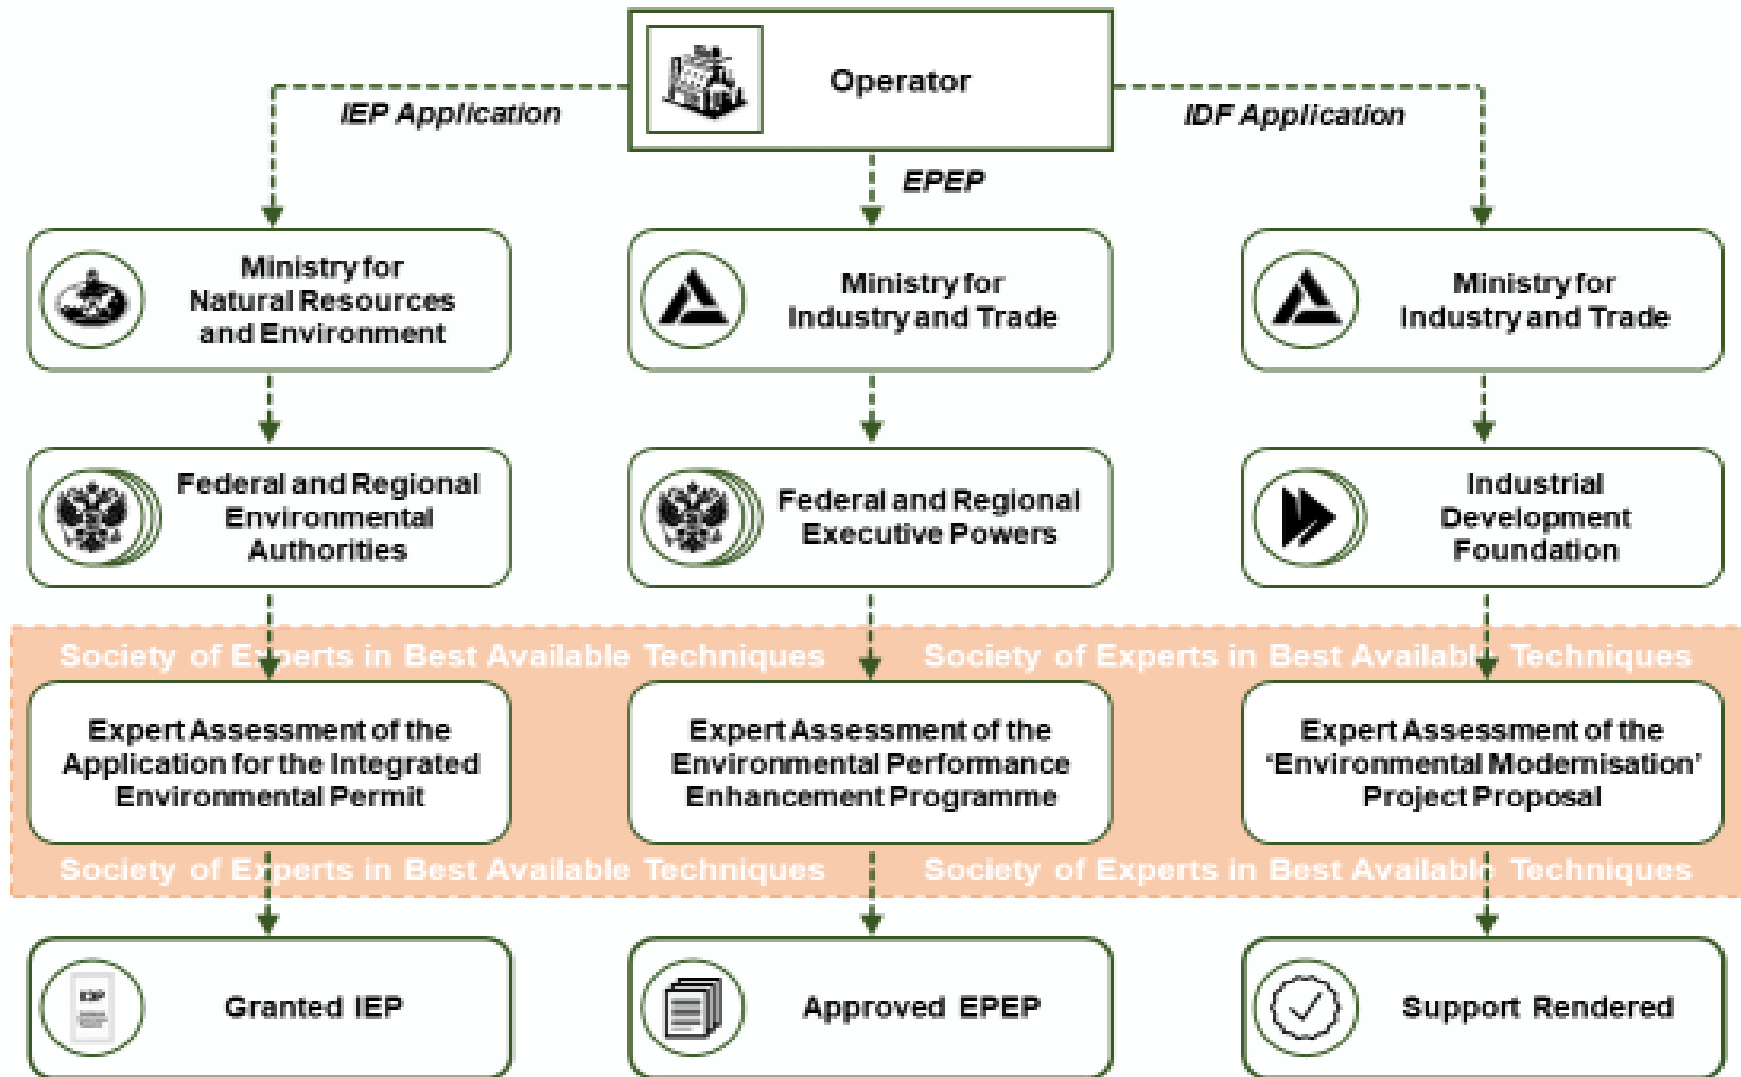 Operator
IEP Application
EPEP
IDF Application
Ministry for
Natural Resources
and Environment
Ministry for
Industry and Trade
Ministry for
Industry and Trade
Federal and Regional
Environmental
Authorities
Federal and Regional
Executive Powers
Industrial
Development
Foundation
Society of Experts in Best Available Techniques
Society of Experts in Best Available Techniques
Expert Assessment of the
Application for the Integrated
Environmental Permit
Expert Assessment of the
Environmental Performance
Enhancement Programme
Expert Assessment of the
‘Environmental Modernisation’
Project Proposal
Society of Experts in Best Available Techniques
Society of Experts in Best Available Techniques
IEP
Granted IEP
Approved EPEP
Support Rendered